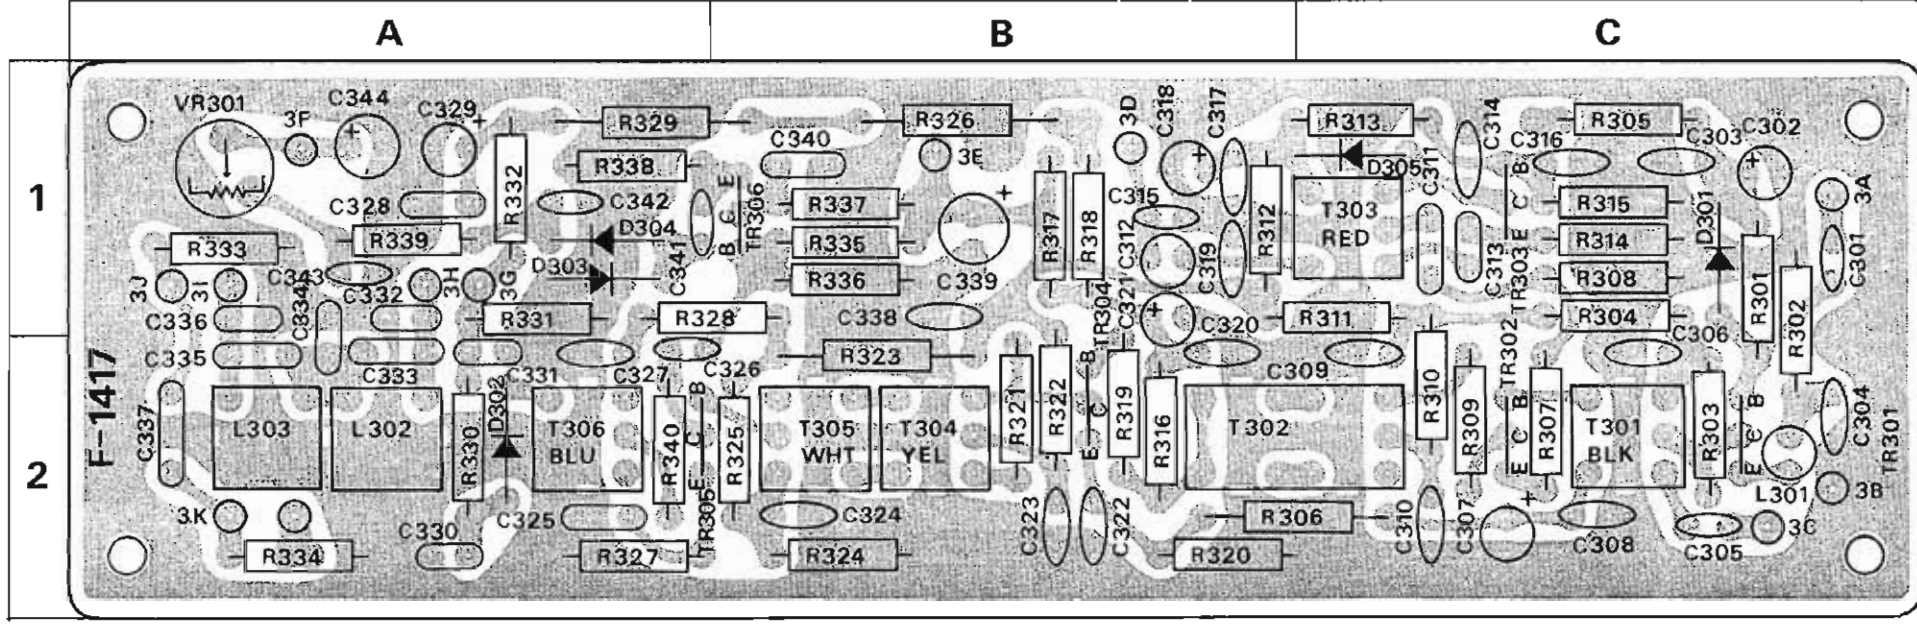 A B C
1
VR301 3F C344 C329 R329 R326 3D C318 C317 R313 C314 R305 C303 C302
R338 C340 3E D305 C311 C316 B 3A
R332 C342 E C B TR306 R337 R317 R318 C315 R312 T303 RED C E R315 D301
C328 R339 D304 C341 R335 C339 C312 C319 C313 TR303 R314 C301
R333 C343 D303 R336 R308 R301 R302
3J 3I 3H 3G
C336 C334 C332 R331 R328 C338 TR304 C321 C320 R311 TR302 R304 C306
2
F-1417
C335 C333 C331 C327 C326 R323 C309 R310
C337 L303 L302 R330 D302 T306 BLU R340 B C E R325 T305 WHT T304 YEL R321 R322 B C E R319 R316 T302 R309 B C E R307 T301 BLK R303 B C E C304 TR301
L301 3B
3K C325 TR305 C324 C323 C322 R306 C310 C307 3C
R334 C330 R327 R324 R320 C308 C305